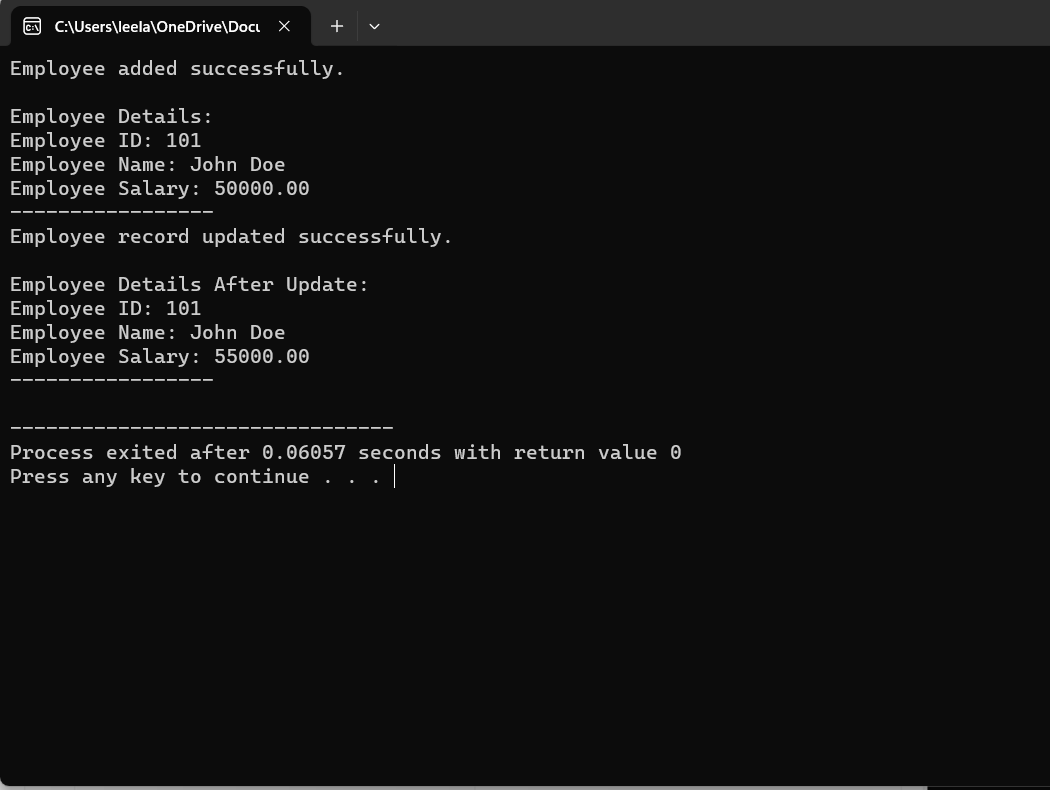 C:\Users\leela\OneDrive\Docu
Employee added successfully.
Employee Details:
Employee ID: 101
Employee Name: John Doe
Employee Salary: 50000.00
-----------------
Employee record updated successfully.
Employee Details After Update:
Employee ID: 101
Employee Name: John Doe
Employee Salary: 55000.00
-----------------
--------------------------------
Process exited after 0.06057 seconds with return value 0
Press any key to continue . . .